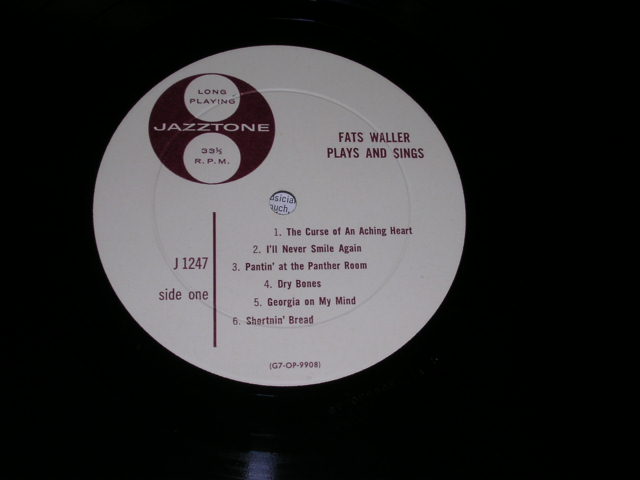 LONG
PLAYING
JAZZTONE
33⅓
R.P.M.
FATS WALLER
PLAYS AND SINGS
1. The Curse of An Aching Heart
2. I'll Never Smile Again
3. Pantin' at the Panther Room
4. Dry Bones
5. Georgia on My Mind
6. Shortnin' Bread
J 1247
side one
(G7-OP-9908)